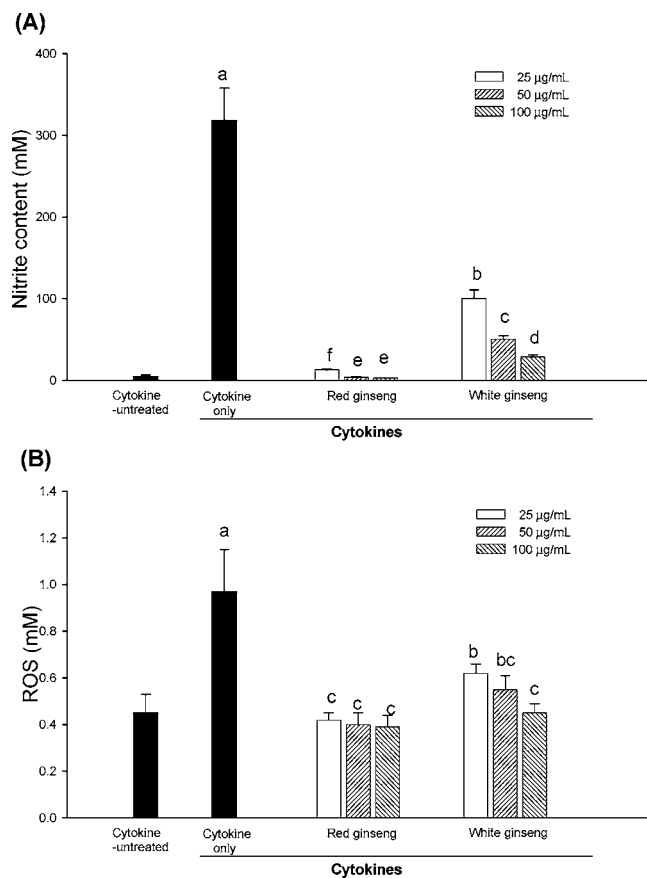 (A)
400
300
200
100
0
Nitrite content (mM)
a
f
e
e
b
c
d
25 μg/mL
50 μg/mL
100 μg/mL
Cytokine
-untreated
Cytokine
only
Red ginseng
White ginseng
Cytokines
(B)
1.4
1.2
1.0
0.8
0.6
0.4
0.2
0.0
ROS (mM)
a
c
c
c
b
bc
c
25 μg/mL
50 μg/mL
100 μg/mL
Cytokine
-untreated
Cytokine
only
Red ginseng
White ginseng
Cytokines